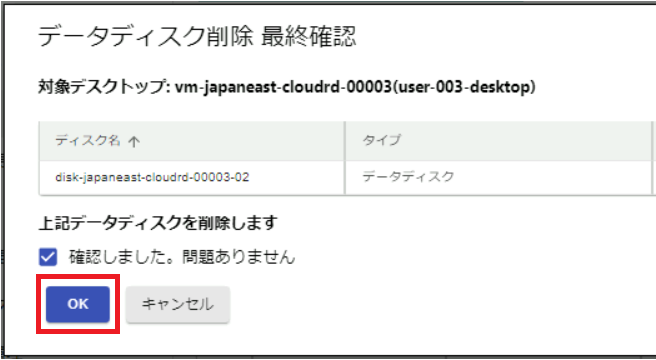 データディスク削除 最終確認
対象デスクトップ: vm-japaneast-cloudrd-00003(user-003-desktop)
ディスク名 ↑ タイプ
disk-japaneast-cloudrd-00003-02 データディスク
上記データディスクを削除します
確認しました。問題ありません
OK キャンセル